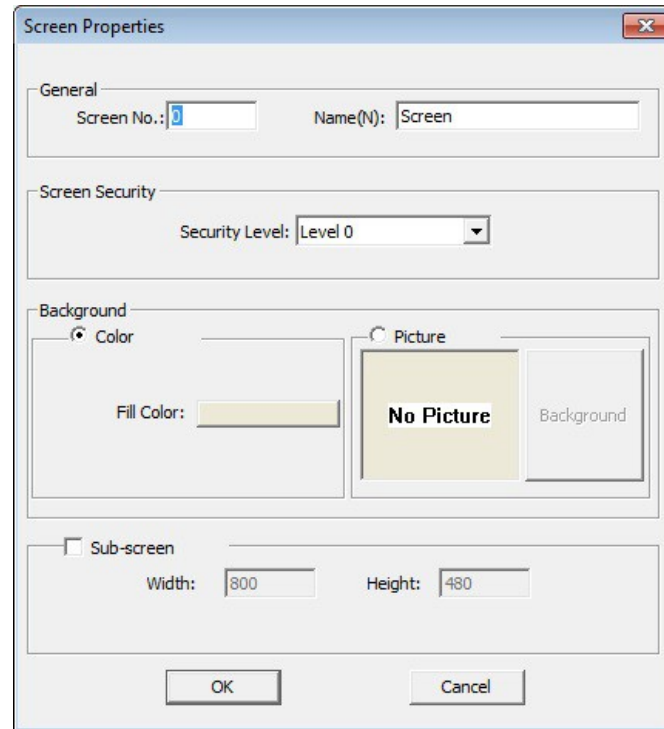 Screen Properties
General
Screen No.: 0 Name(N): Screen
Screen Security
Security Level: Level 0
Background
Color
Fill Color:
Picture
No Picture
Background
Sub-screen
Width: 800 Height: 480
OK Cancel